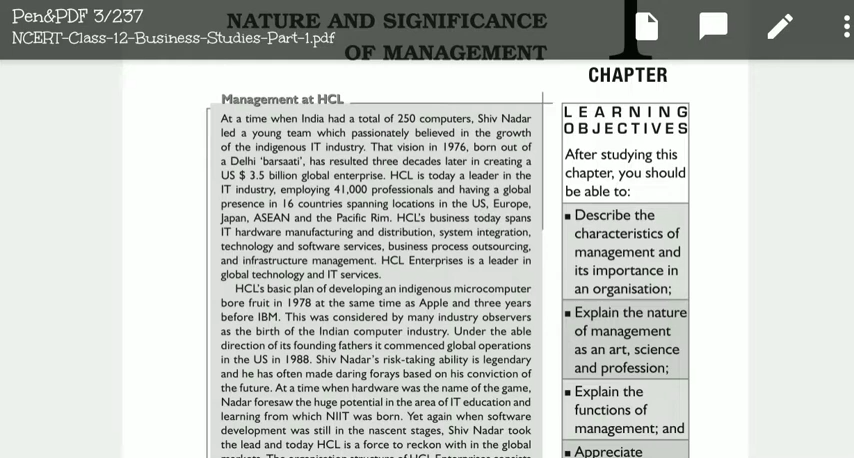 Pen&PDF 3/237
NCERT-Class-12-Business-Studies-Part-1.pdf
NATURE AND SIGNIFICANCE
OF MANAGEMENT
CHAPTER
Management at HCL
At a time when India had a total of 250 computers, Shiv Nadar
led a young team which passionately believed in the growth
of the indigenous IT industry. That vision in 1976, born out of
a Delhi ‘barsaati’, has resulted three decades later in creating a
US $ 3.5 billion global enterprise. HCL is today a leader in the
IT industry, employing 41,000 professionals and having a global
presence in 16 countries spanning locations in the US, Europe,
Japan, ASEAN and the Pacific Rim. HCL’s business today spans
IT hardware manufacturing and distribution, system integration,
technology and software services, business process outsourcing,
and infrastructure management. HCL Enterprises is a leader in
global technology and IT services.
HCL’s basic plan of developing an indigenous microcomputer
bore fruit in 1978 at the same time as Apple and three years
before IBM. This was considered by many industry observers
as the birth of the Indian computer industry. Under the able
direction of its founding fathers it commenced global operations
in the US in 1988. Shiv Nadar’s risk-taking ability is legendary
and he has often made daring forays based on his conviction of
the future. At a time when hardware was the name of the game,
Nadar foresaw the huge potential in the area of IT education and
learning from which NIIT was born. Yet again when software
development was still in the nascent stages, Shiv Nadar took
the lead and today HCL is a force to reckon with in the global
markets. The organisation structure of HCL Enterprises consists
LEARNING
OBJECTIVES
After studying this
chapter, you should
be able to:
▪ Describe the
characteristics of
management and
its importance in
an organisation;
▪ Explain the nature
of management
as an art, science
and profession;
▪ Explain the
functions of
management; and
▪ Appreciate